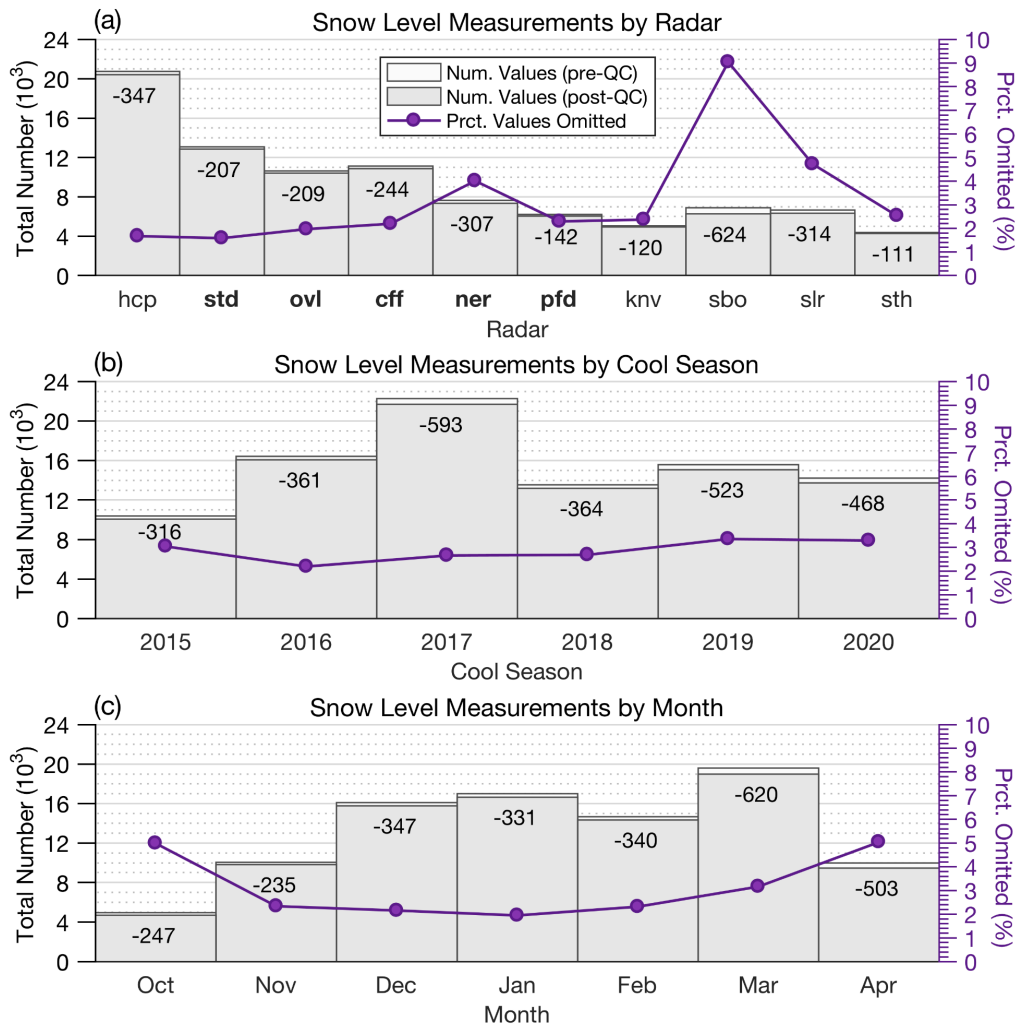 (a) Snow Level Measurements by Radar
24
20
16
12
8
4
0
Total Number (10³)
10
9
8
7
6
5
4
3
2
1
0
Prct. Omitted (%)
Num. Values (pre-QC)
Num. Values (post-QC)
Prct. Values Omitted
-347 -207 -209 -244 -307 -142 -120 -624 -314 -111
hcp std ovl cff ner pfd knv sbo slr sth
Radar
(b) Snow Level Measurements by Cool Season
24
20
16
12
8
4
0
Total Number (10³)
10
9
8
7
6
5
4
3
2
1
0
Prct. Omitted (%)
-316 -361 -593 -364 -523 -468
2015 2016 2017 2018 2019 2020
Cool Season
(c) Snow Level Measurements by Month
24
20
16
12
8
4
0
Total Number (10³)
10
9
8
7
6
5
4
3
2
1
0
Prct. Omitted (%)
-247 -235 -347 -331 -340 -620 -503
Oct Nov Dec Jan Feb Mar Apr
Month